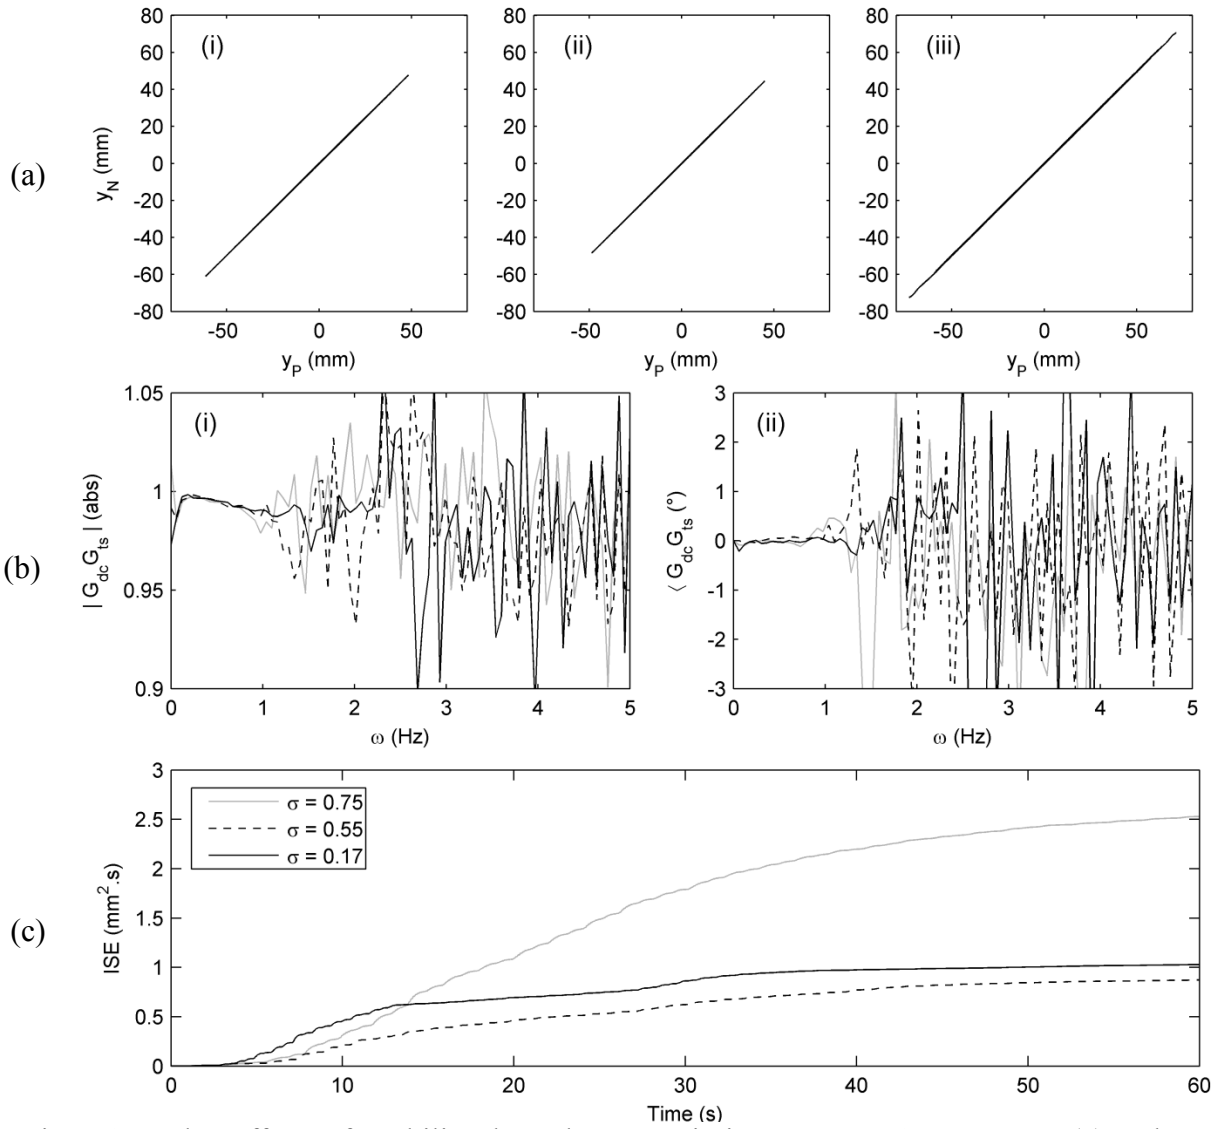 (a)
(i)
(ii)
(iii)
80
60
40
20
0
-20
-40
-60
-80
y_N (mm)
-50 0 50
y_P (mm)
80
60
40
20
0
-20
-40
-60
-80
-50 0 50
y_P (mm)
80
60
40
20
0
-20
-40
-60
-80
-50 0 50
y_P (mm)
(b)
(i)
1.05
1
0.95
0.9
| G_dc G_ts | (abs)
0 1 2 3 4 5
ω (Hz)
(ii)
3
2
1
0
-1
-2
-3
⟨ G_dc G_ts (°)
0 1 2 3 4 5
ω (Hz)
(c)
3
2.5
2
1.5
1
0.5
0
ISE (mm².s)
σ = 0.75
σ = 0.55
σ = 0.17
0 10 20 30 40 50 60
Time (s)